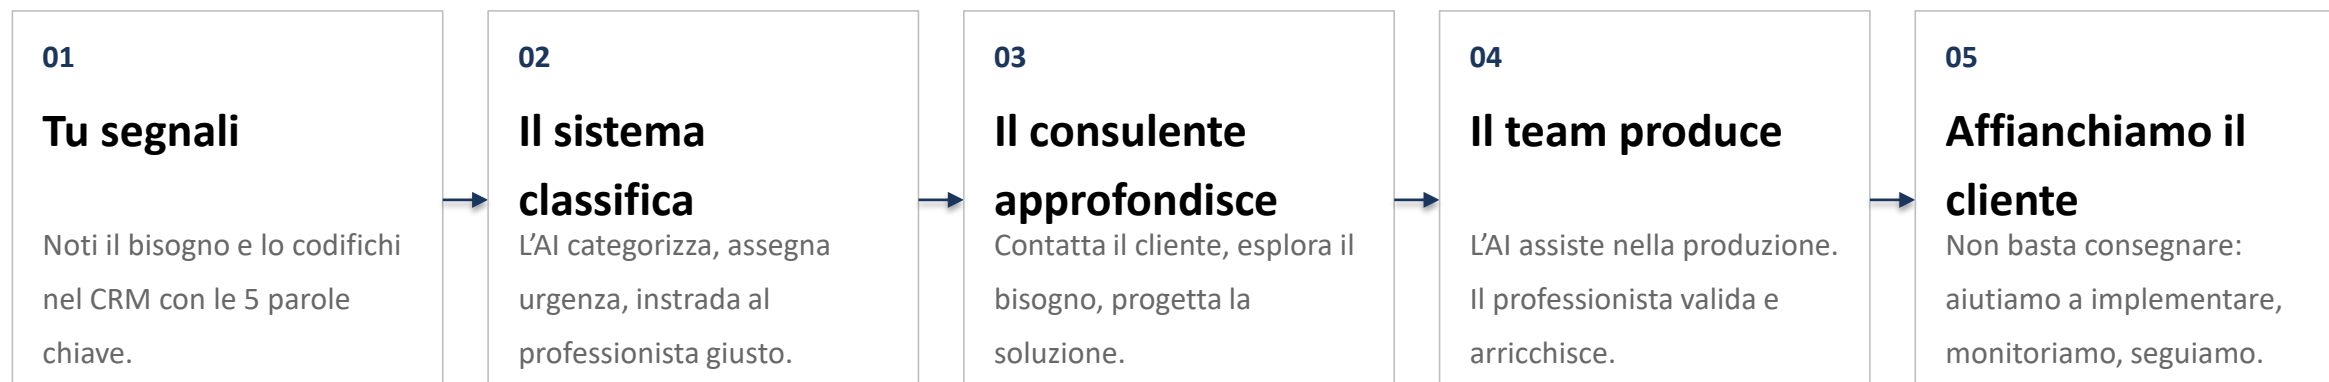 01
Tu segnali
Noti il bisogno e lo codifichi
nel CRM con le 5 parole
chiave.
02
Il sistema
classifica
L’AI categorizza, assegna
urgenza, instrada al
professionista giusto.
03
Il consulente
approfondisce
Contatta il cliente, esplora il
bisogno, progetta la
soluzione.
04
Il team produce
L’AI assiste nella produzione.
Il professionista valida e
arricchisce.
05
Affianchiamo il
cliente
Non basta consegnare:
aiutiamo a implementare,
monitoriamo, seguiamo.